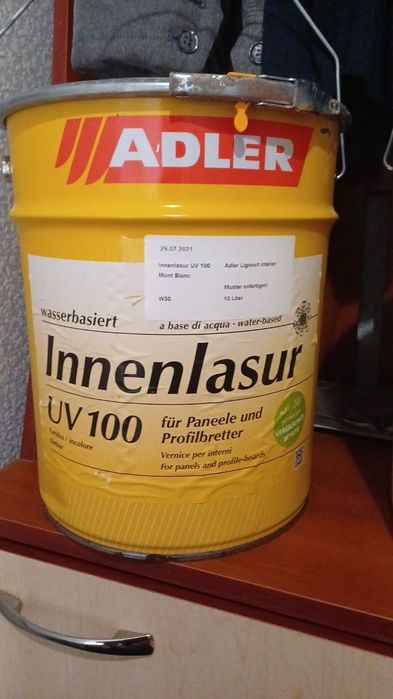 ADLER
29.07.2021
Innenlasur UV 100 Adler Lignovit Interior
Mont Blanc
Muster anfertigen!
W30 10 Liter
wasserbasiert
a base di acqua · water-based
Innenlasur
UV 100
für Paneele und
Profilbretter
farblos / incolore
Vernice per interni
For panels and profile-boards